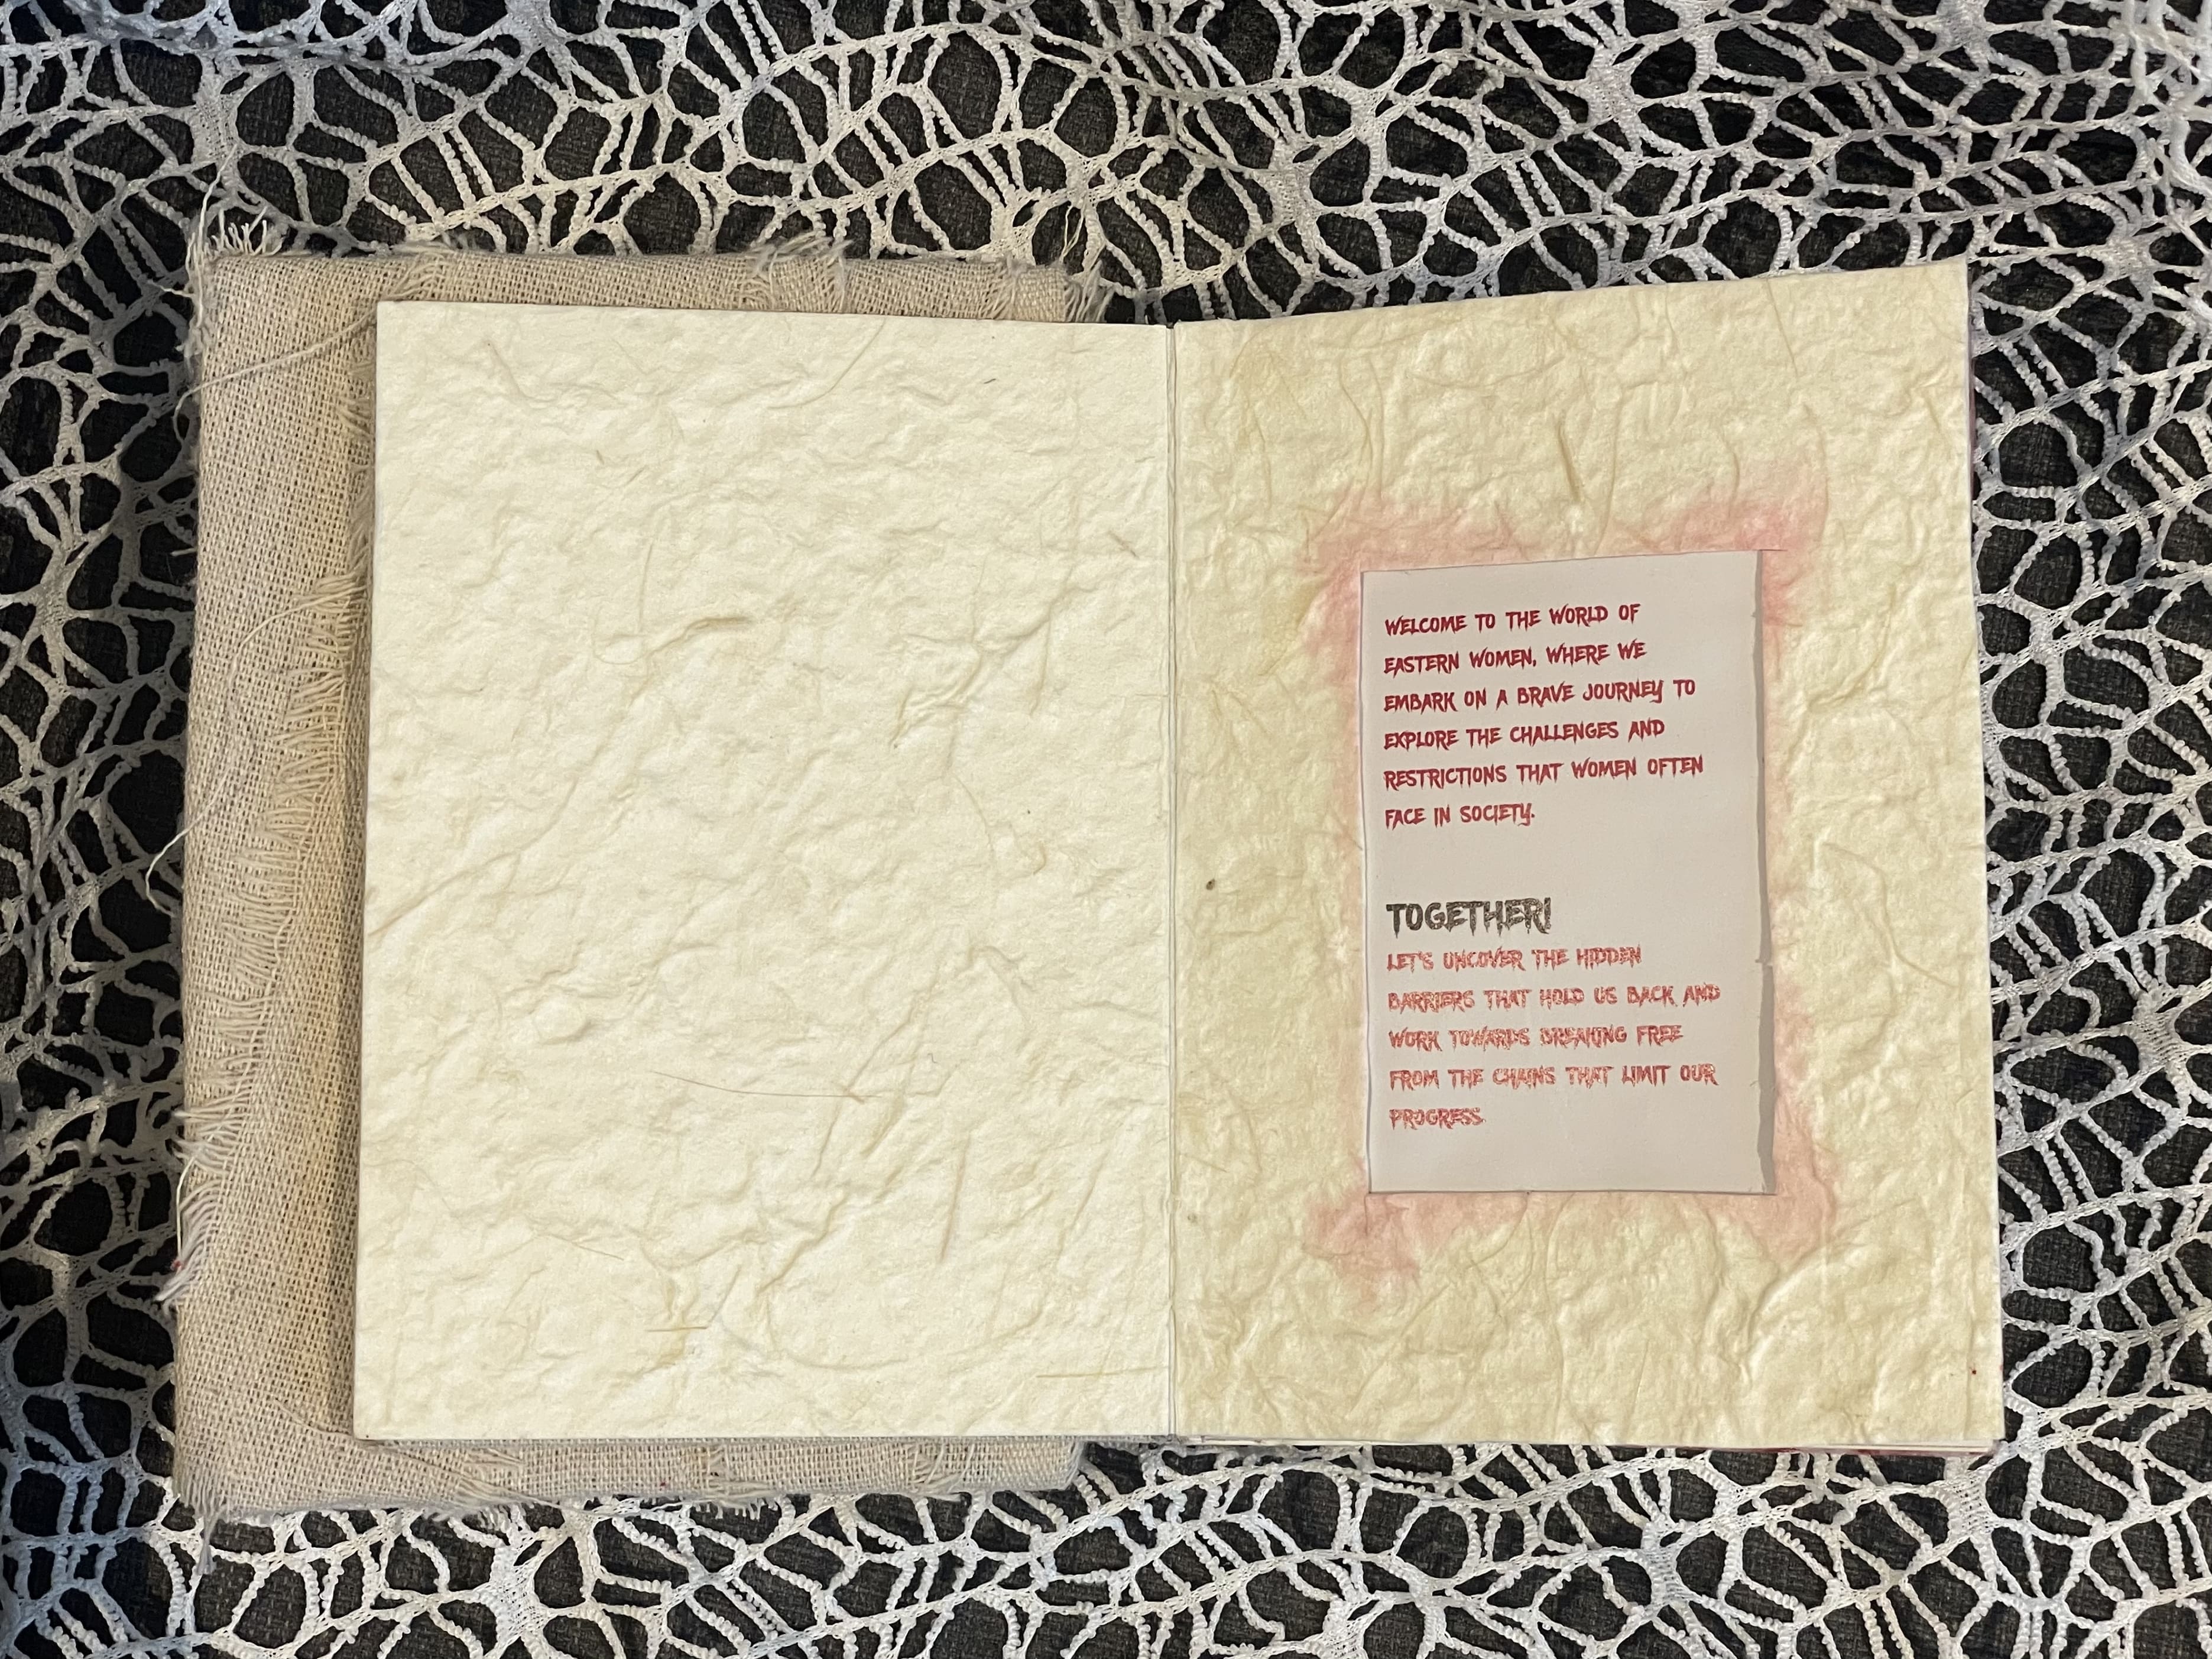 WELCOME TO THE WORLD OF
EASTERN WOMEN, WHERE WE
EMBARK ON A BRAVE JOURNEY TO
EXPLORE THE CHALLENGES AND
RESTRICTIONS THAT WOMEN OFTEN
FACE IN SOCIETY.
TOGETHER!
LET'S UNCOVER THE HIDDEN
BARRIERS THAT HOLD US BACK AND
WORK TOWARDS BREAKING FREE
FROM THE CHAINS THAT LIMIT OUR
PROGRESS.